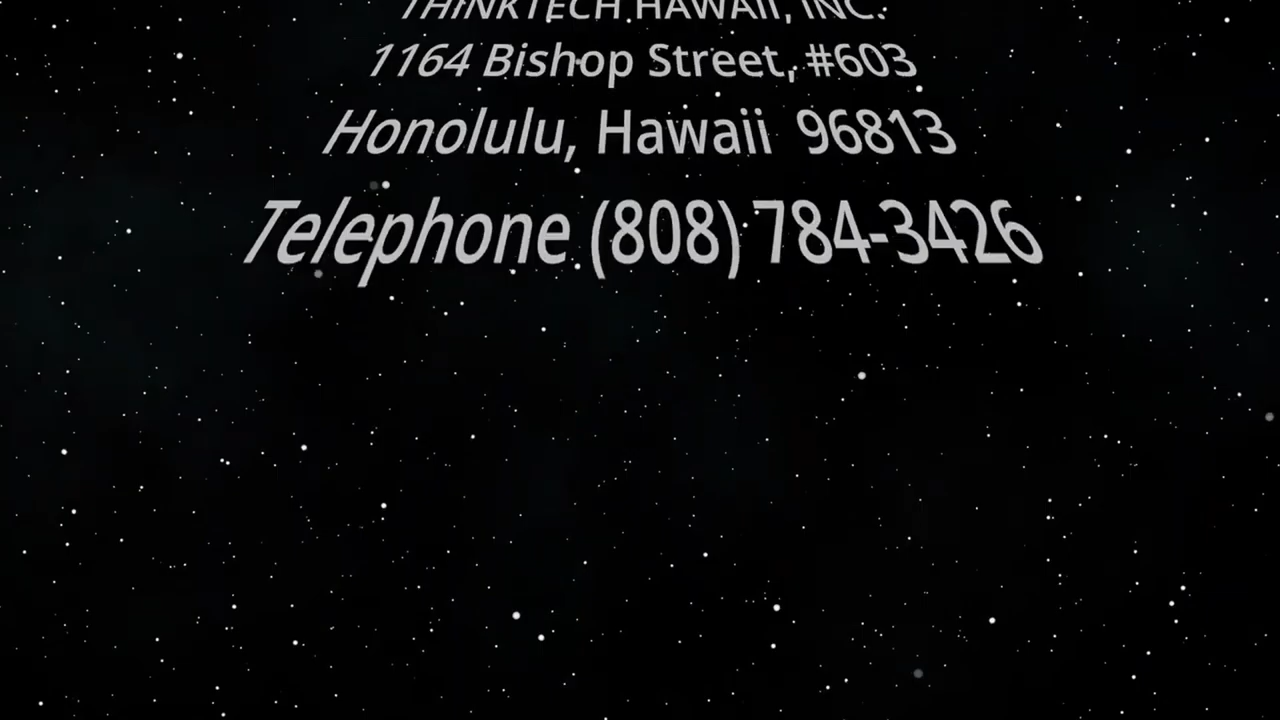 THINKTECH HAWAII, INC.
1164 Bishop Street, #603
Honolulu, Hawaii 96813
Telephone (808) 784-3426